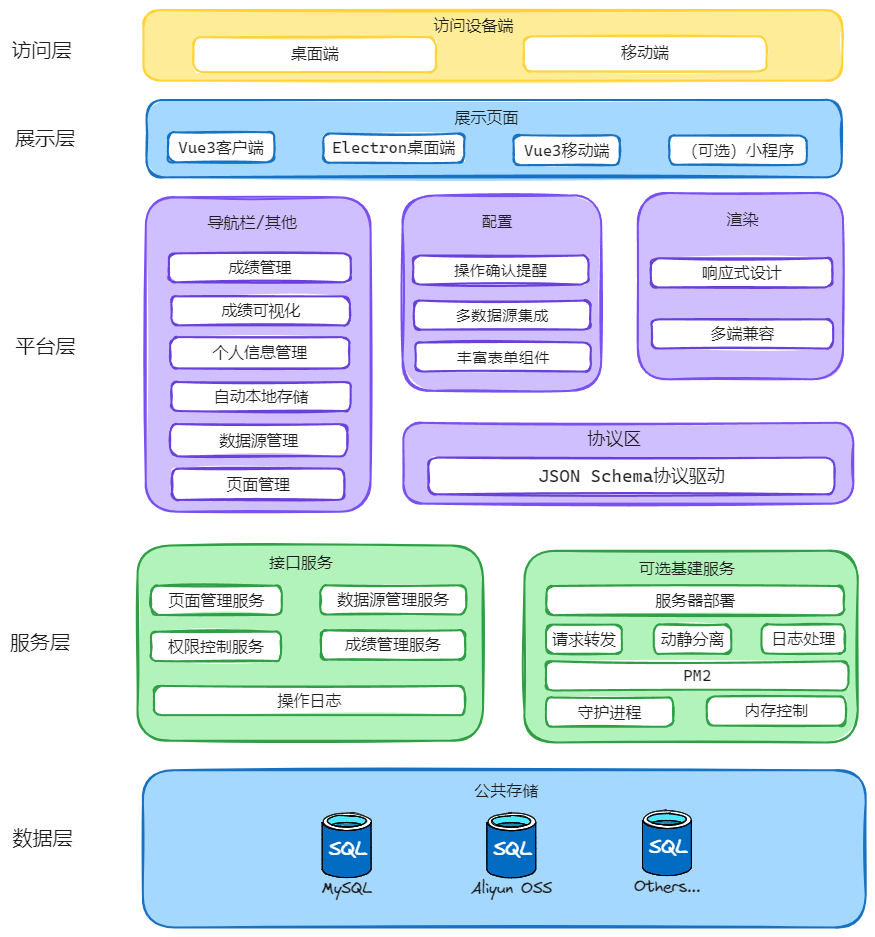 访问层
访问设备端
桌面端
移动端
展示层
展示页面
Vue3客户端
Electron桌面端
Vue3移动端
（可选）小程序
平台层
导航栏/其他
成绩管理
成绩可视化
个人信息管理
自动本地存储
数据源管理
页面管理
配置
操作确认提醒
多数据源集成
丰富表单组件
渲染
响应式设计
多端兼容
协议区
JSON Schema协议驱动
服务层
接口服务
页面管理服务
数据源管理服务
权限控制服务
成绩管理服务
操作日志
可选基建服务
服务器部署
请求转发
动静分离
日志处理
PM2
守护进程
内存控制
数据层
公共存储
SQL
MySQL
SQL
Aliyun OSS
SQL
Others...